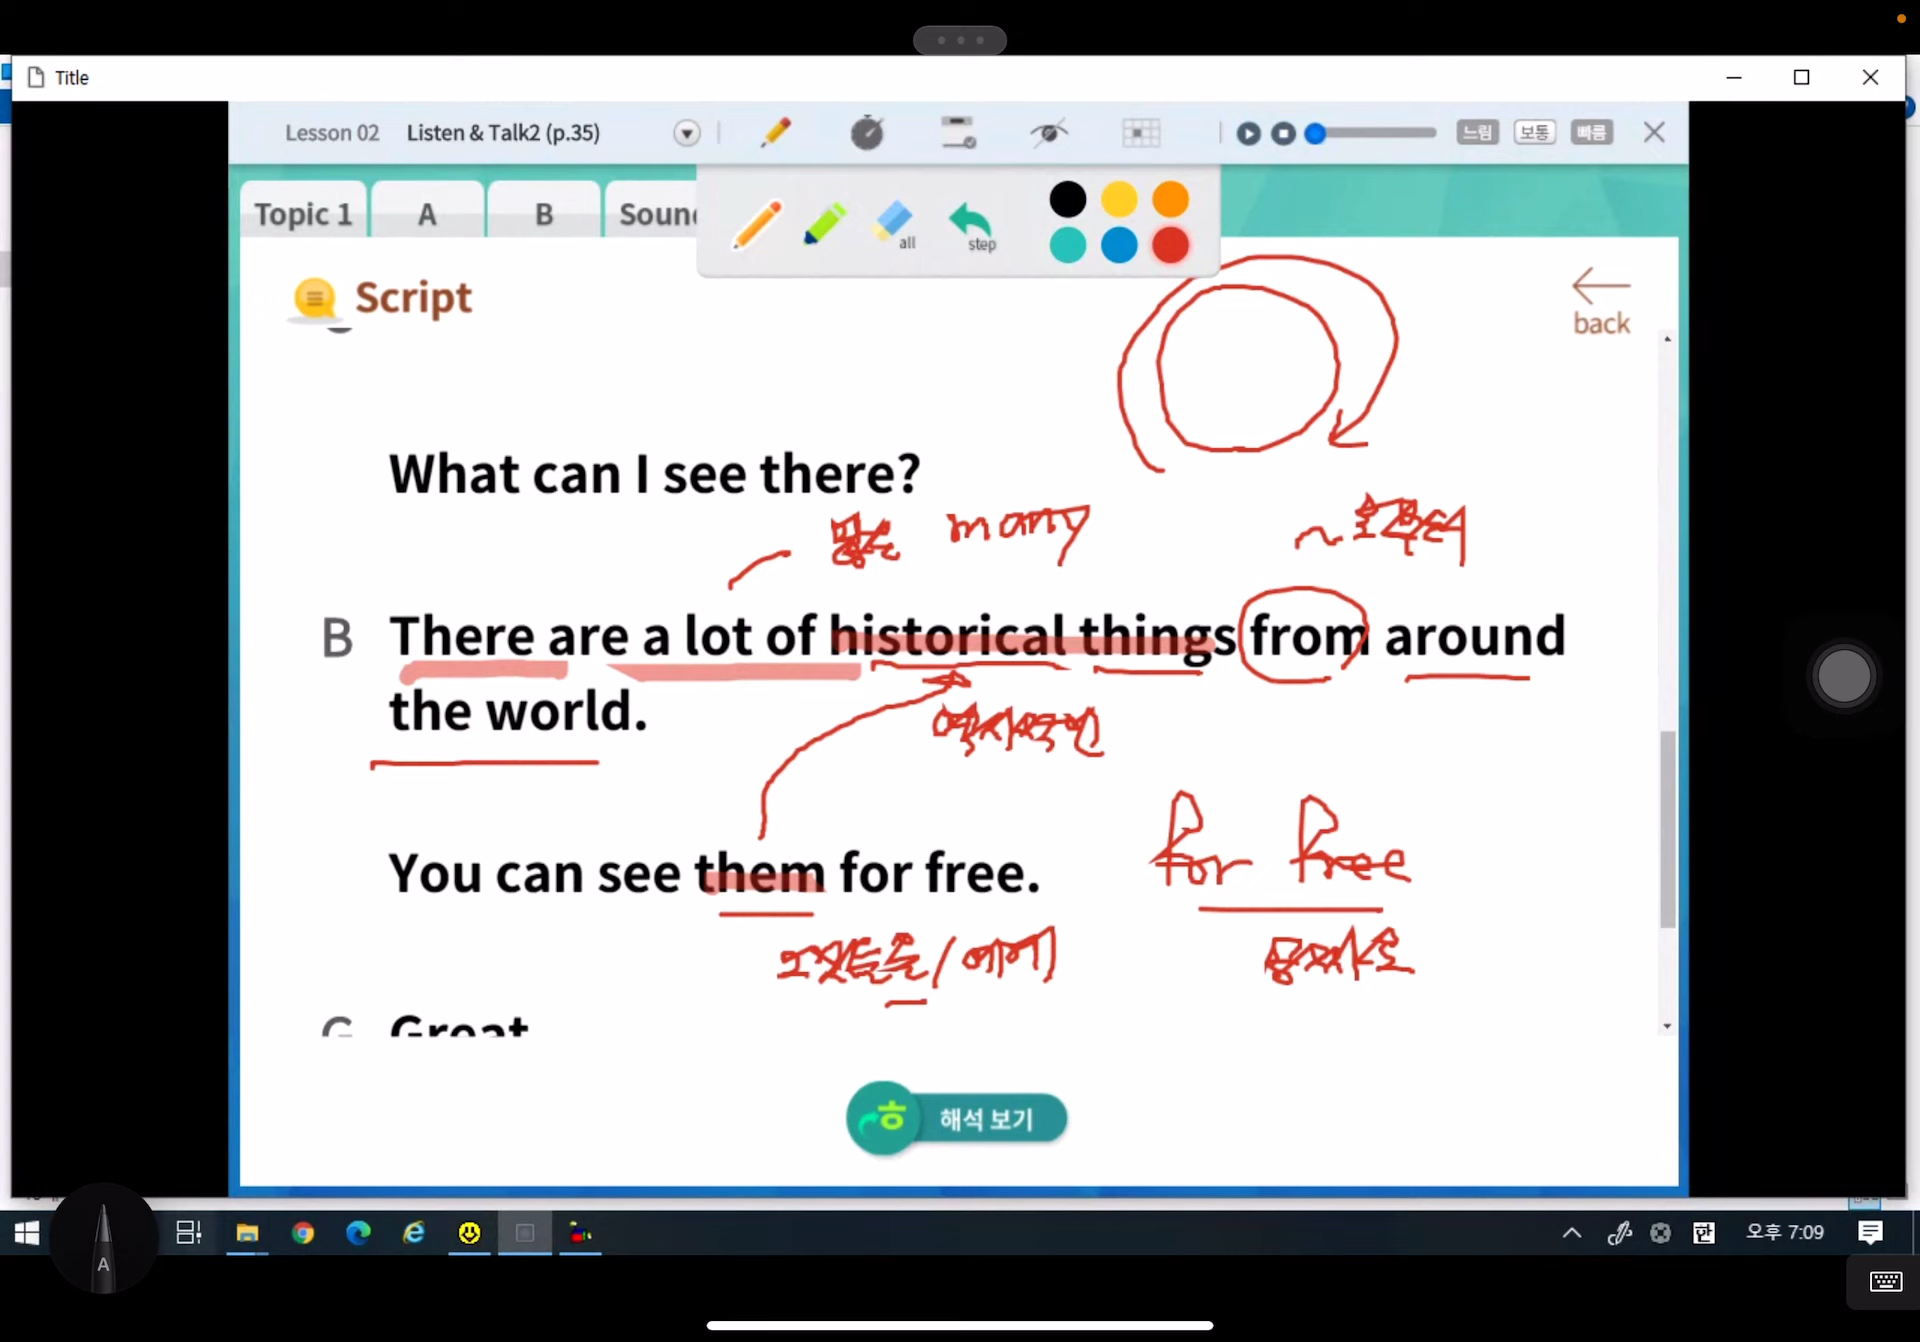 Title
Lesson 02 Listen & Talk2 (p.35) 느림 보통 빠름
Topic 1 A B Soun
all step
Script
back
What can I see there?
많은 many ~로부터
B There are a lot of historical things from around
the world.
역사적인
for free
You can see them for free.
그것들을/에게 무료로
G Great
해석 보기
A
한 오후 7:09